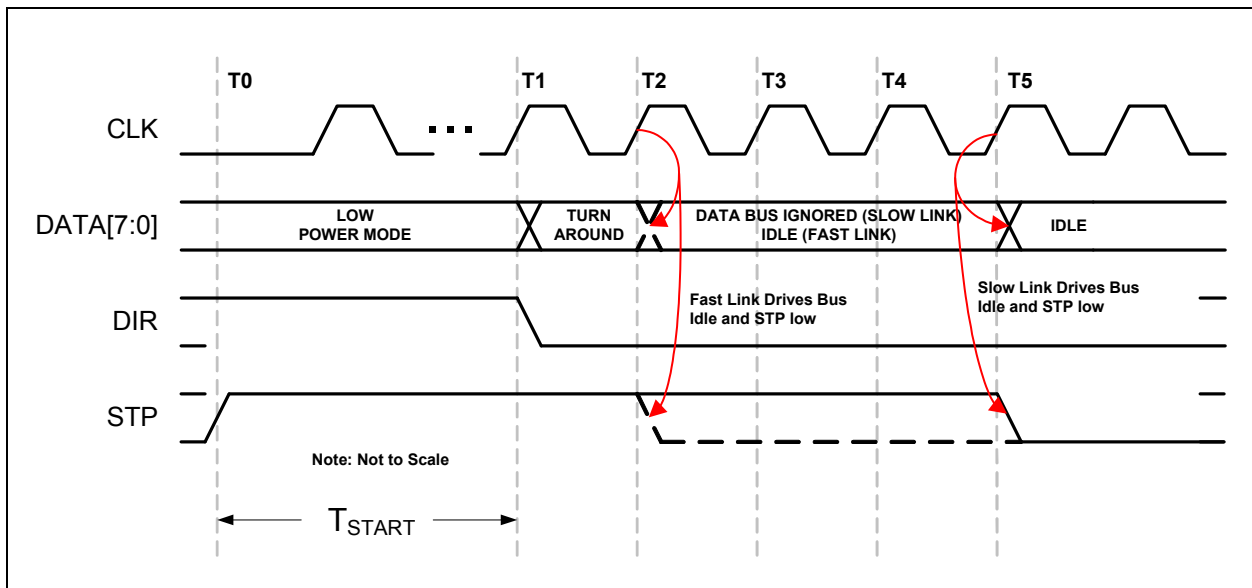 T0
T1
T2
T3
T4
T5
CLK
DATA[7:0]
LOW
POWER MODE
TURN
AROUND
DATA BUS IGNORED (SLOW LINK)
IDLE (FAST LINK)
IDLE
Fast Link Drives Bus
Idle and STP low
Slow Link Drives Bus
Idle and STP low
DIR
STP
Note: Not to Scale
TSTART